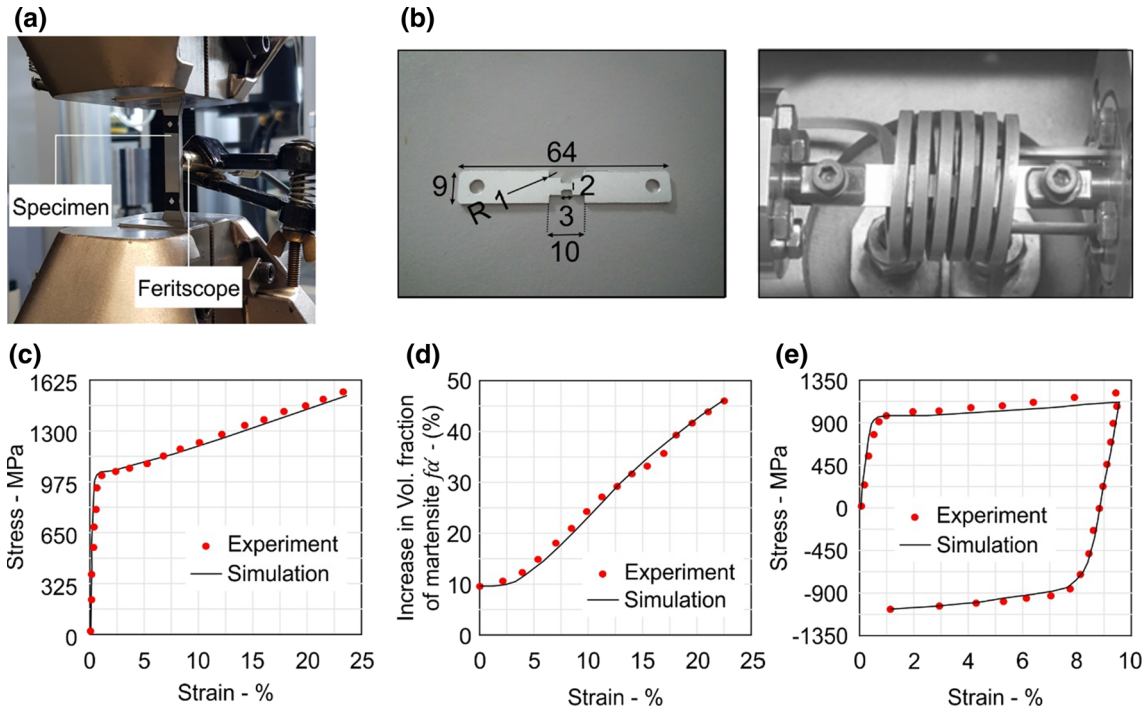 (a)
(b)
Specimen
Feritscope
64
9
R 1
2
3
10
(c)
(d)
(e)
1625
1300
975
650
325
0
Stress - MPa
Experiment
Simulation
0 5 10 15 20 25
Strain - %
50
40
30
20
10
0
Increase in Vol. fraction
of martensite fα' - (%)
Experiment
Simulation
0 5 10 15 20 25
Strain - %
1350
900
450
0
-450
-900
-1350
Stress - MPa
Experiment
Simulation
0 2 4 6 8 10
Strain - %